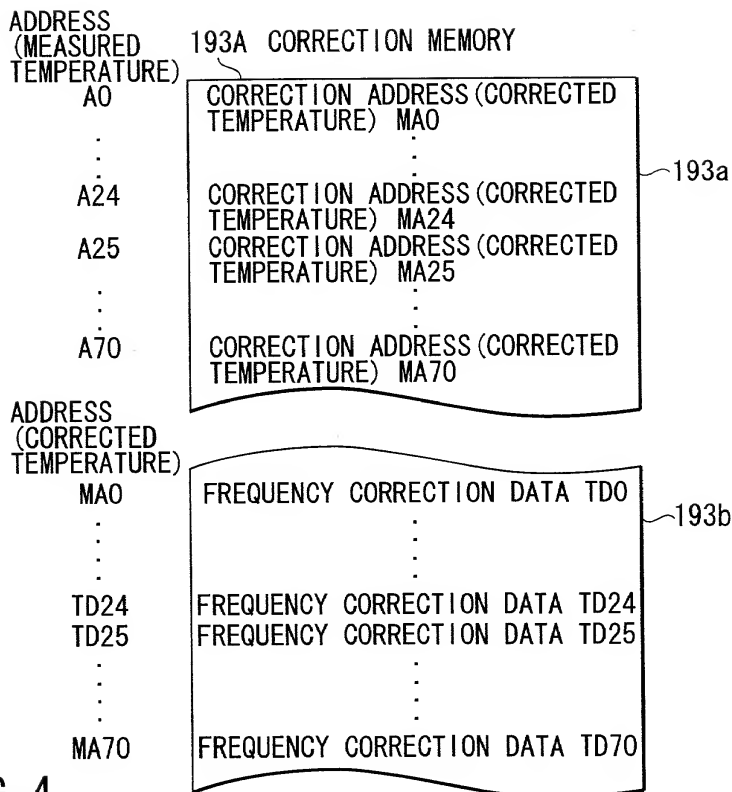 ADDRESS
(MEASURED
TEMPERATURE)
193A CORRECTION MEMORY
A0 CORRECTION ADDRESS (CORRECTED
TEMPERATURE) MA0
A24 CORRECTION ADDRESS (CORRECTED
TEMPERATURE) MA24
A25 CORRECTION ADDRESS (CORRECTED
TEMPERATURE) MA25
A70 CORRECTION ADDRESS (CORRECTED
TEMPERATURE) MA70
193a
ADDRESS
(CORRECTED
TEMPERATURE)
MA0 FREQUENCY CORRECTION DATA TD0
TD24 FREQUENCY CORRECTION DATA TD24
TD25 FREQUENCY CORRECTION DATA TD25
MA70 FREQUENCY CORRECTION DATA TD70
193b